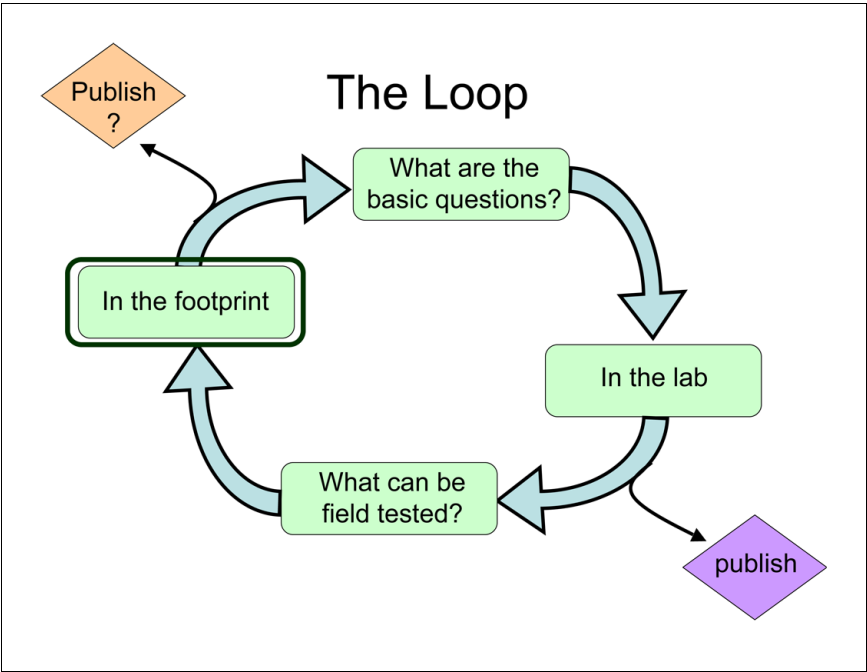 The Loop
Publish
?
What are the
basic questions?
In the footprint
In the lab
What can be
field tested?
publish